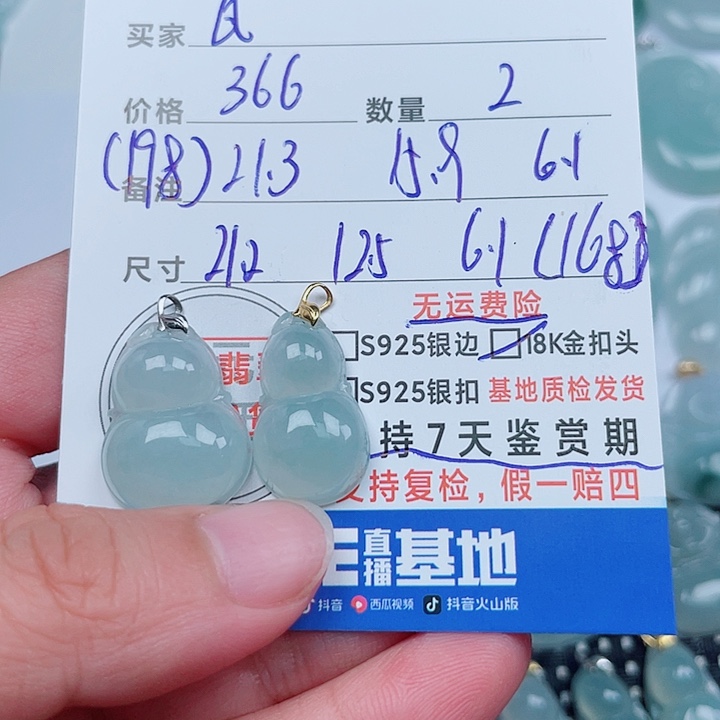 买家
价格 366 数量 2
备注 (198) 21.3 15.9 6.1
尺寸 21.2 12.5 6.1 (168)
无运费险
S925银边 18K金扣头
翡
S925银扣 基地质检发货
持7天鉴赏期
支持复检，假一赔四
直播基地
抖音 西瓜视频 抖音火山版